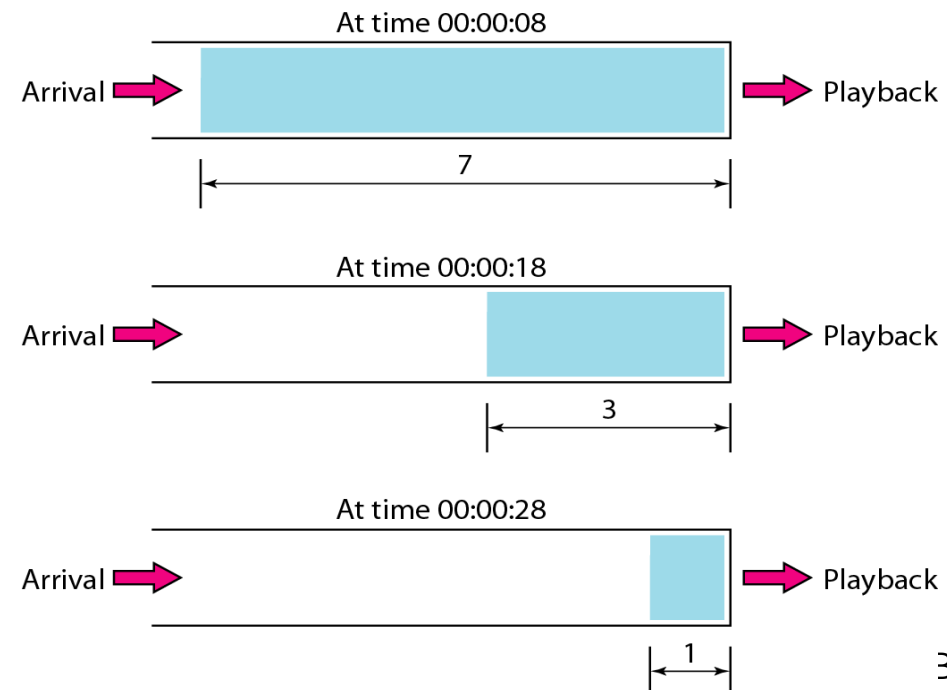 At time 00:00:08
Arrival Playback
7
At time 00:00:18
Arrival Playback
3
At time 00:00:28
Arrival Playback
1